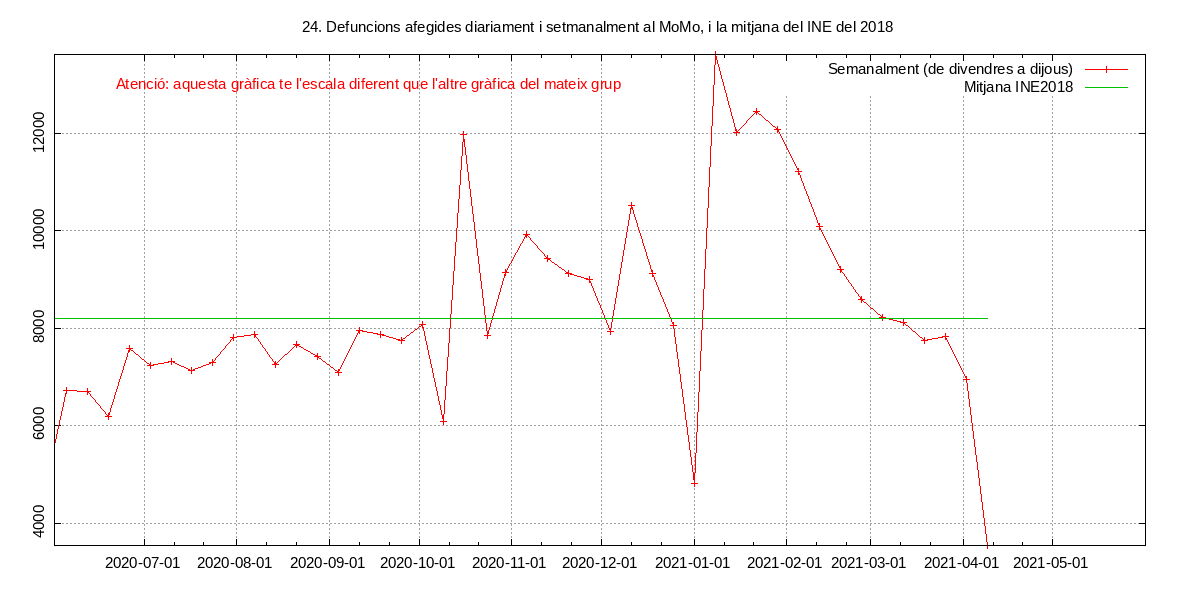 24. Defuncions afegides diariament i setmanalment al MoMo, i la mitjana del INE del 2018
Semanalment (de divendres a dijous)
Atenció: aquesta gràfica te l'escala diferent que l'altre gràfica del mateix grup
Mitjana INE2018
12000
10000
8000
6000
4000
2020-07-01 2020-08-01 2020-09-01 2020-10-01 2020-11-01 2020-12-01 2021-01-01 2021-02-01 2021-03-01 2021-04-01 2021-05-01